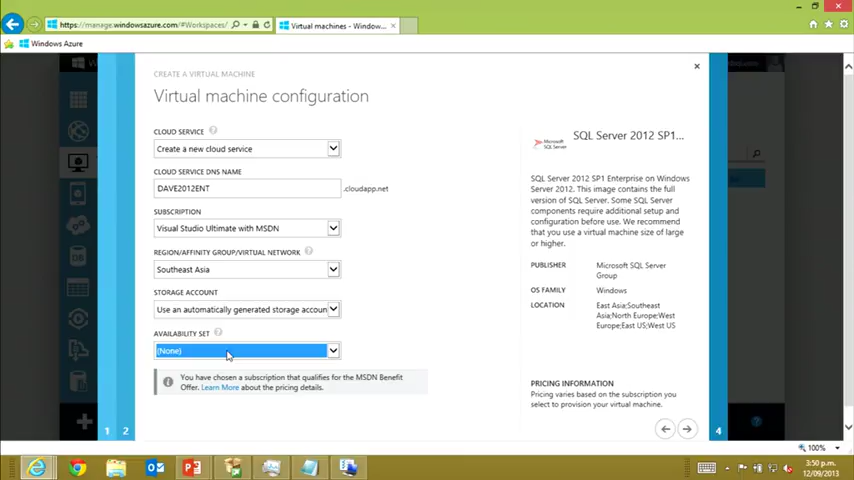 https://manage.windowsazure.com/#Workspaces/
Virtual machines - Window...
Windows Azure
CREATE A VIRTUAL MACHINE
Virtual machine configuration
CLOUD SERVICE
Create a new cloud service
CLOUD SERVICE DNS NAME
DAVE2012ENT
.cloudapp.net
SUBSCRIPTION
Visual Studio Ultimate with MSDN
REGION/AFFINITY GROUP/VIRTUAL NETWORK
Southeast Asia
STORAGE ACCOUNT
Use an automatically generated storage accoun
AVAILABILITY SET
(None)
You have chosen a subscription that qualifies for the MSDN Benefit
Offer. Learn More about the pricing details.
1
2
Microsoft
SQL Server
SQL Server 2012 SP1...
SQL Server 2012 SP1 Enterprise on Windows
Server 2012. This image contains the full
version of SQL Server. Some SQL Server
components require additional setup and
configuration before use. We recommend
that you use a virtual machine size of large
or higher.
PUBLISHER
Microsoft SQL Server
Group
OS FAMILY
Windows
LOCATION
East Asia;Southeast
Asia;North Europe;West
Europe;East US;West US
PRICING INFORMATION
Pricing varies based on the subscription you
select to provision your virtual machine.
4
100%
3:50 p.m.
12/09/2013